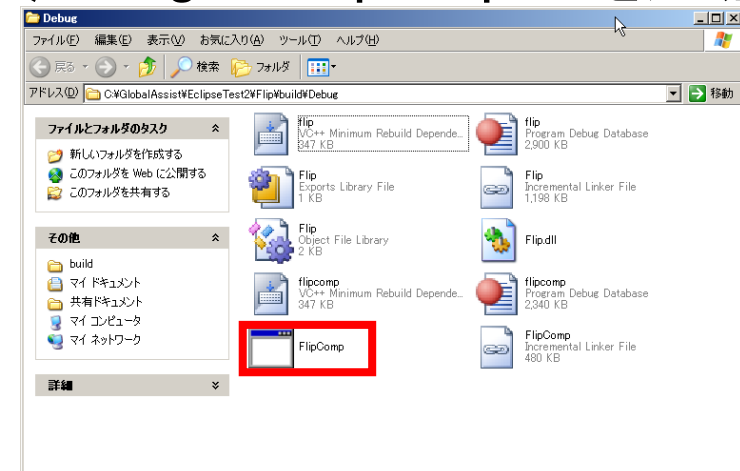 Debug
ファイル(F) 編集(E) 表示(V) お気に入り(A) ツール(T) ヘルプ(H)
戻る 検索 フォルダ
アドレス(D) C:¥GlobalAssist¥EclipseTest2¥Flip¥build¥Debug 移動
ファイルとフォルダのタスク
新しいフォルダを作成する
このフォルダを Web に公開する
このフォルダを共有する
その他
build
マイ ドキュメント
共有ドキュメント
マイ コンピュータ
マイ ネットワーク
詳細
flip
VC++ Minimum Rebuild Depende...
347 KB
flip
Program Debug Database
2,900 KB
Flip
Exports Library File
1 KB
Flip
Incremental Linker File
1,198 KB
Flip
Object File Library
2 KB
Flip.dll
flipcomp
VC++ Minimum Rebuild Depende...
347 KB
flipcomp
Program Debug Database
2,340 KB
FlipComp
FlipComp
Incremental Linker File
480 KB